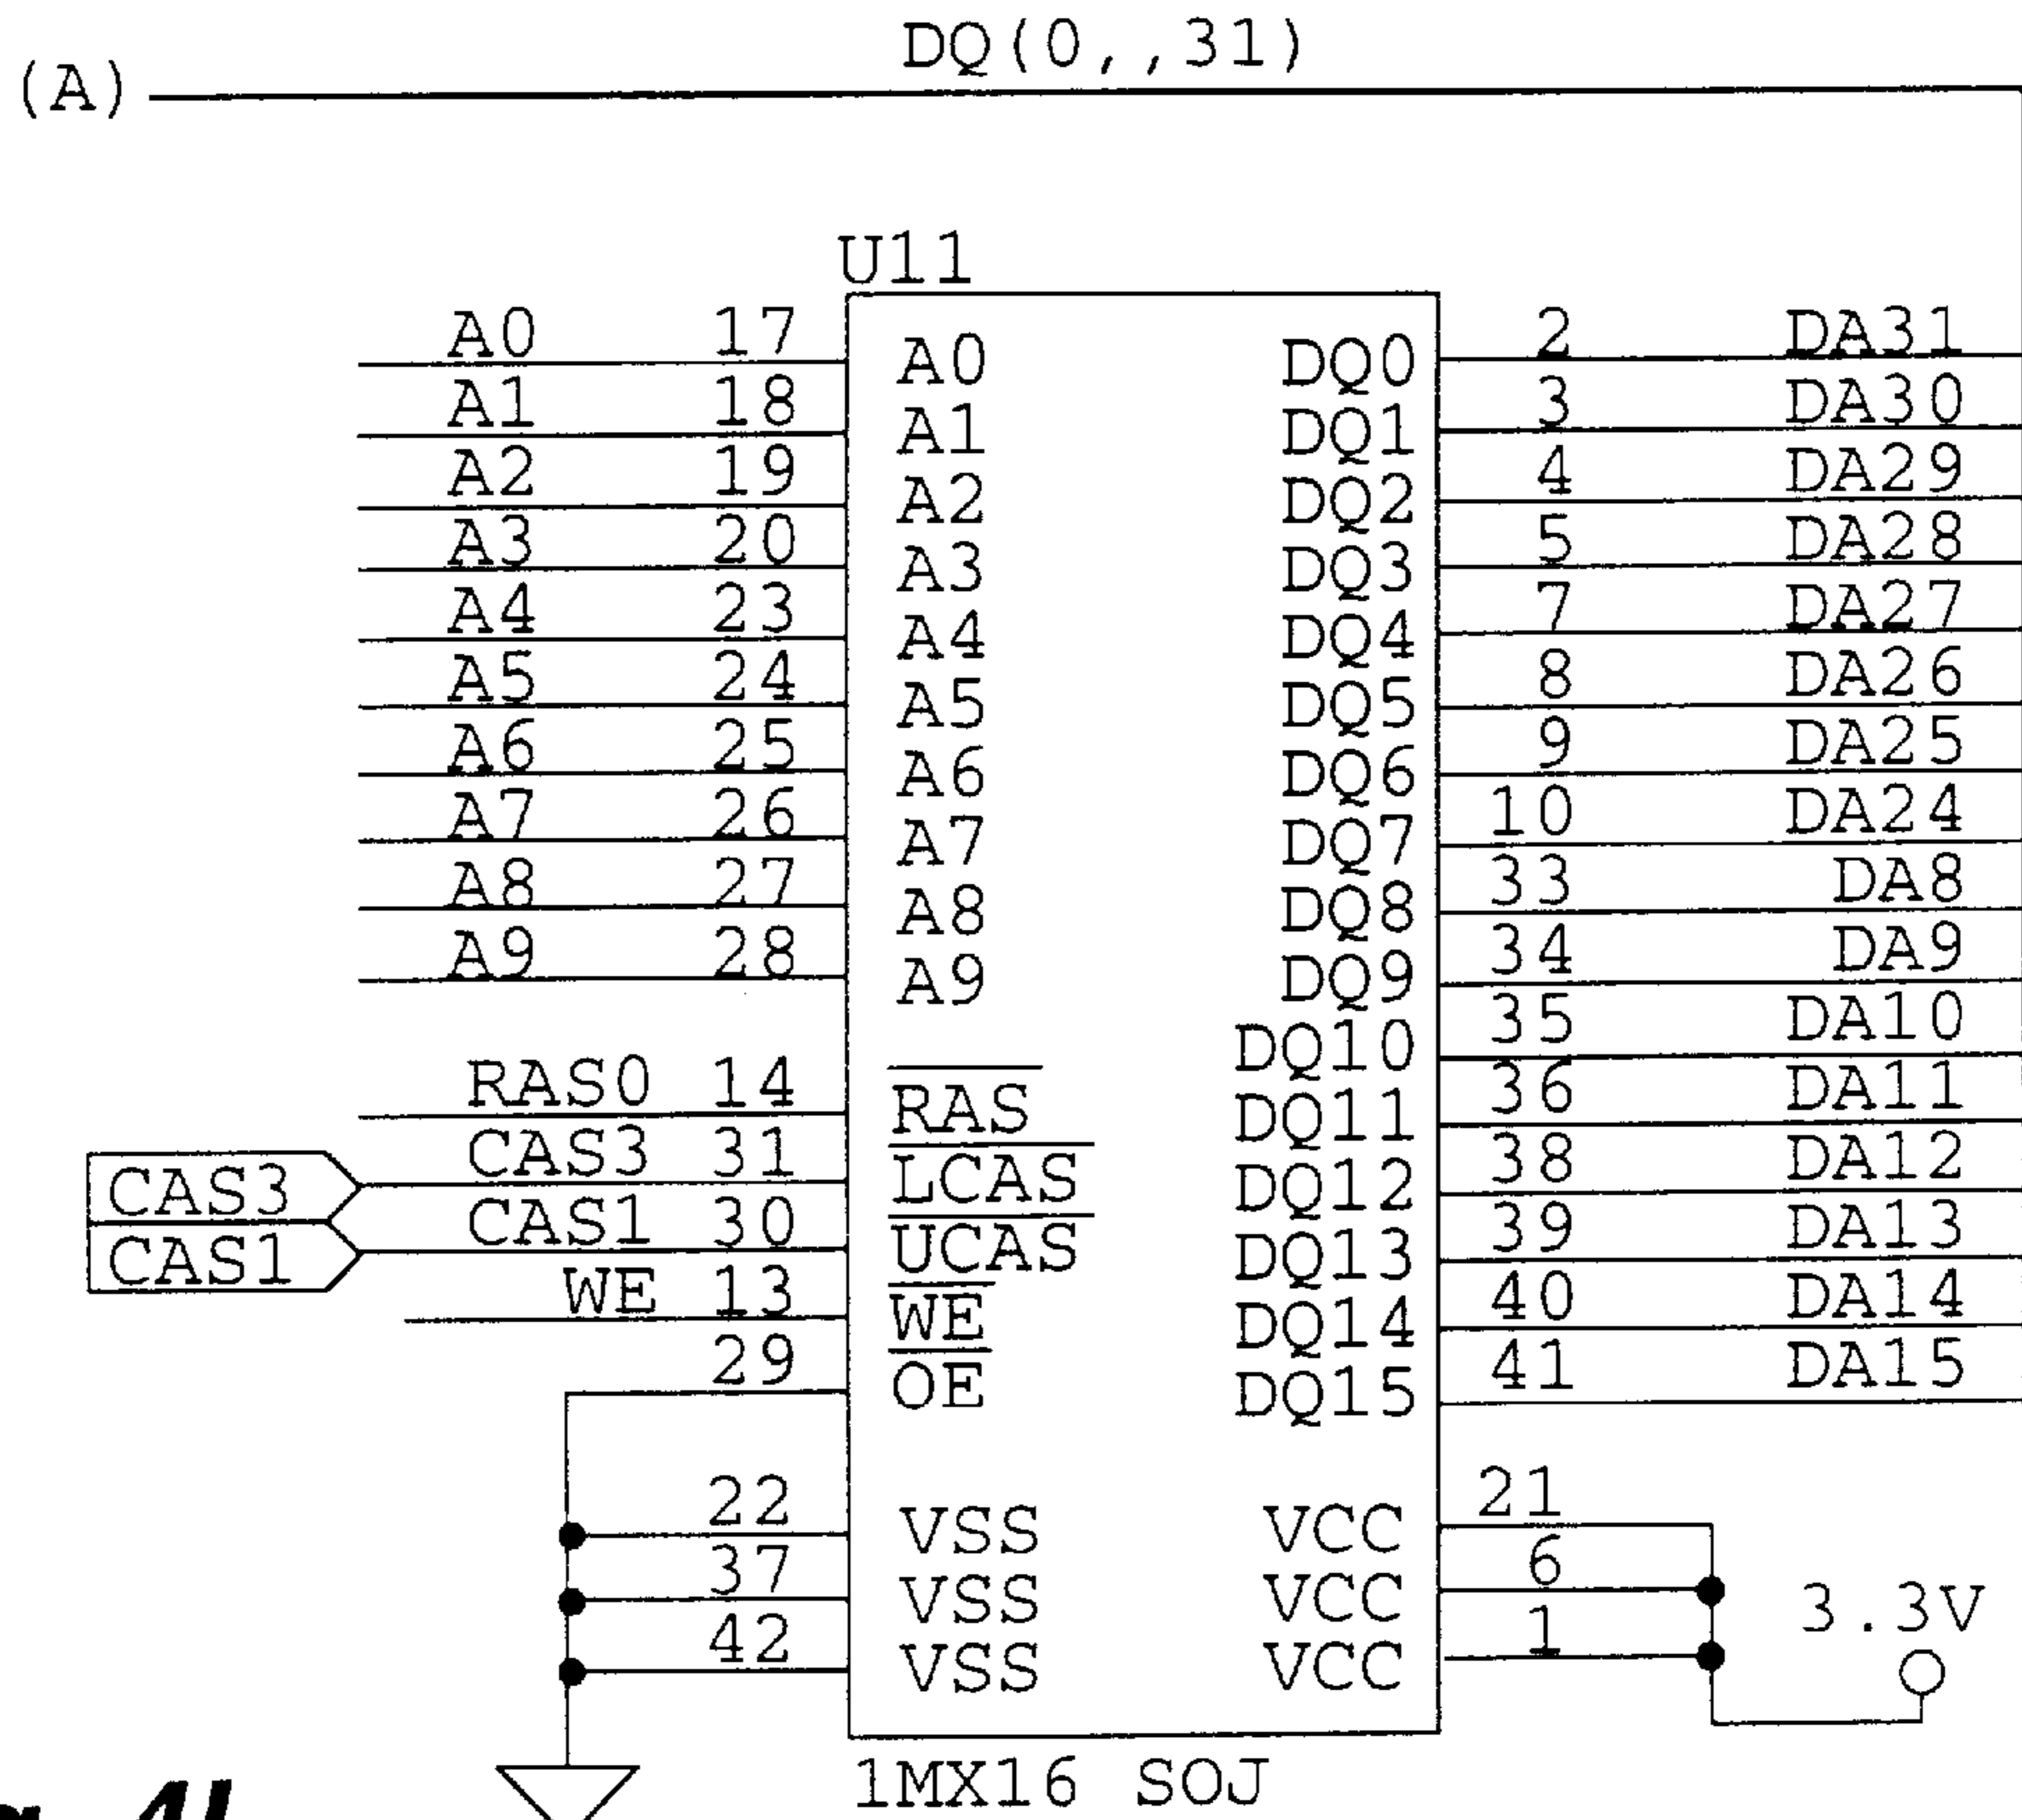 DQ(0,,31)
(A)
U11
A0 17 A0 DQ0 2 DA31
A1 18 A1 DQ1 3 DA30
A2 19 A2 DQ2 4 DA29
A3 20 A3 DQ3 5 DA28
A4 23 A4 DQ4 7 DA27
A5 24 A5 DQ5 8 DA26
A6 25 A6 DQ6 9 DA25
A7 26 A7 DQ7 10 DA24
A8 27 A8 DQ8 33 DA8
A9 28 A9 DQ9 34 DA9
DQ10 35 DA10
RAS0 14 RAS DQ11 36 DA11
CAS3 CAS3 31 LCAS DQ12 38 DA12
CAS1 CAS1 30 UCAS DQ13 39 DA13
WE 13 WE DQ14 40 DA14
29 OE DQ15 41 DA15
22 VSS VCC 21
37 VSS VCC 6
42 VSS VCC 1 3.3V
1MX16 SOJ